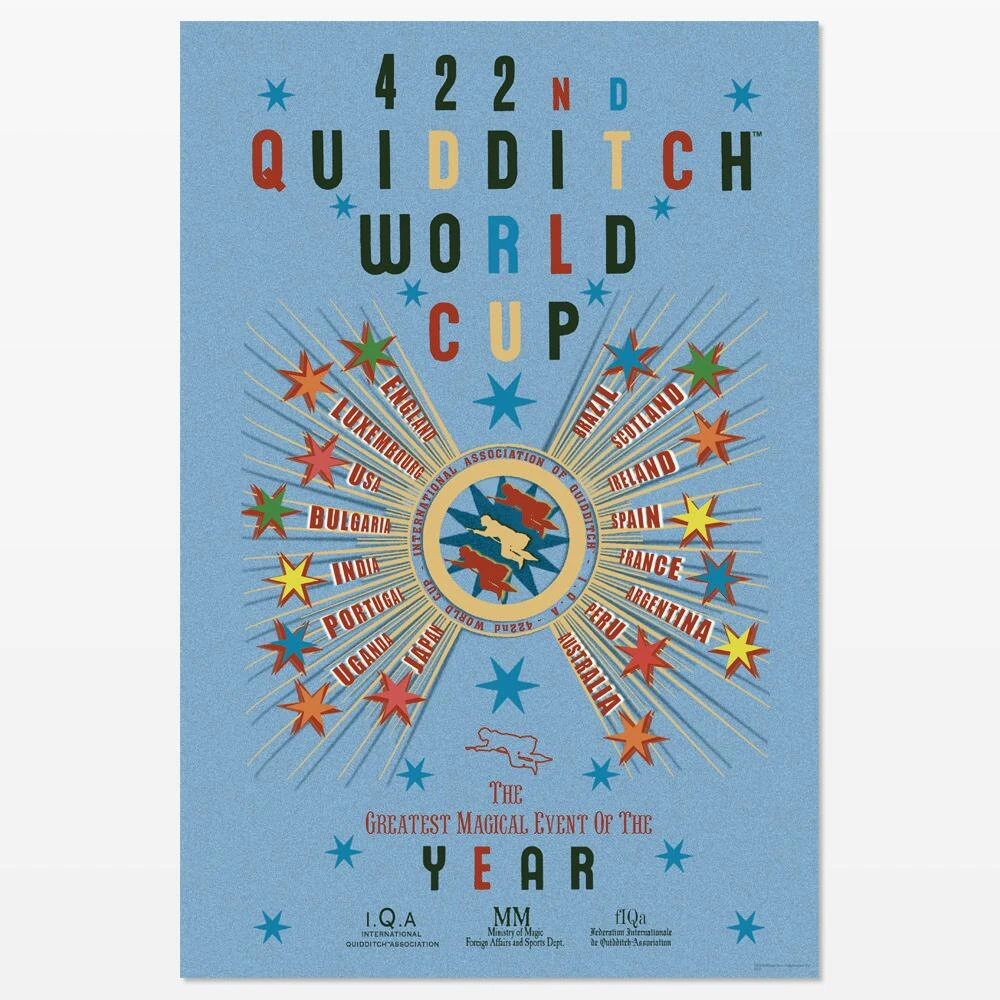 422ND
QUIDDITCH™
WORLD
CUP
ENGLAND
LUXEMBOURG
USA
BULGARIA
INDIA
PORTUGAL
UGANDA
JAPAN
BRAZIL
SCOTLAND
IRELAND
SPAIN
FRANCE
ARGENTINA
PERU
AUSTRALIA
INTERNATIONAL ASSOCIATION OF QUIDDITCH - I.Q.A - 422nd WORLD CUP -
THE
GREATEST MAGICAL EVENT OF THE
YEAR
I.Q.A
INTERNATIONAL
QUIDDITCH™ASSOCIATION
MM
Ministry of Magic
Foreign Affairs and Sports Dept.
fIQa
Federation Internationale
de Quidditch Association